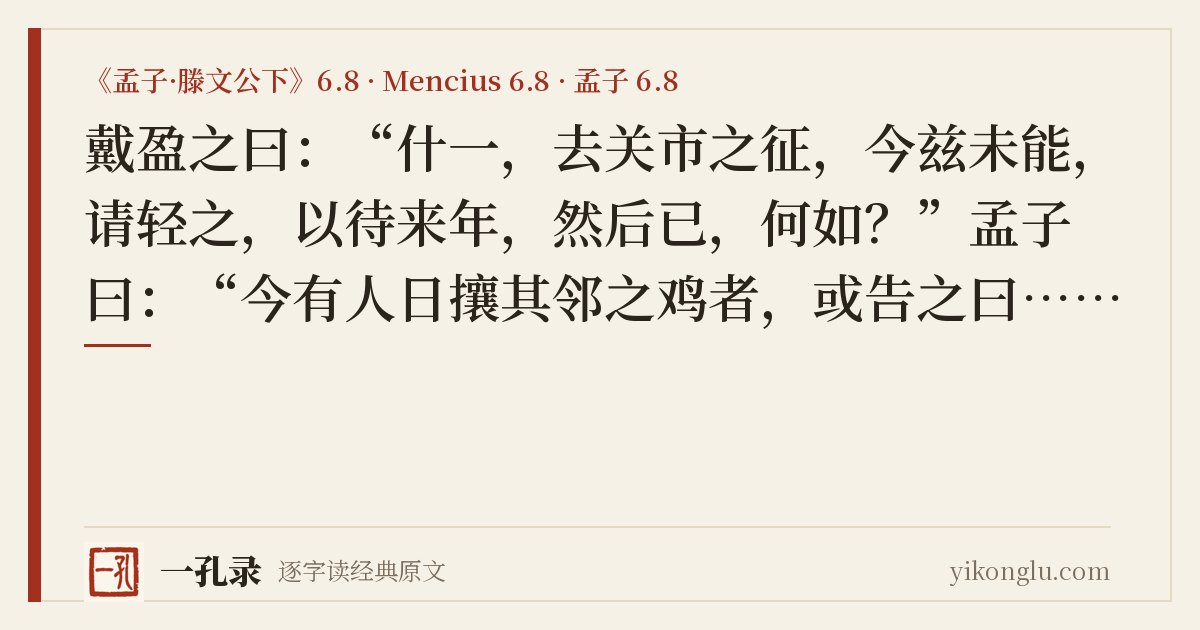 《孟子·滕文公下》6.8 · Mencius 6.8 · 孟子 6.8
戴盈之曰：“什一，去关市之征，今兹未能，
请轻之，以待来年，然后已，何如？”孟子
曰：“今有人日攘其邻之鸡者，或告之曰……
一孔
一孔录 逐字读经典原文
yikonglu.com